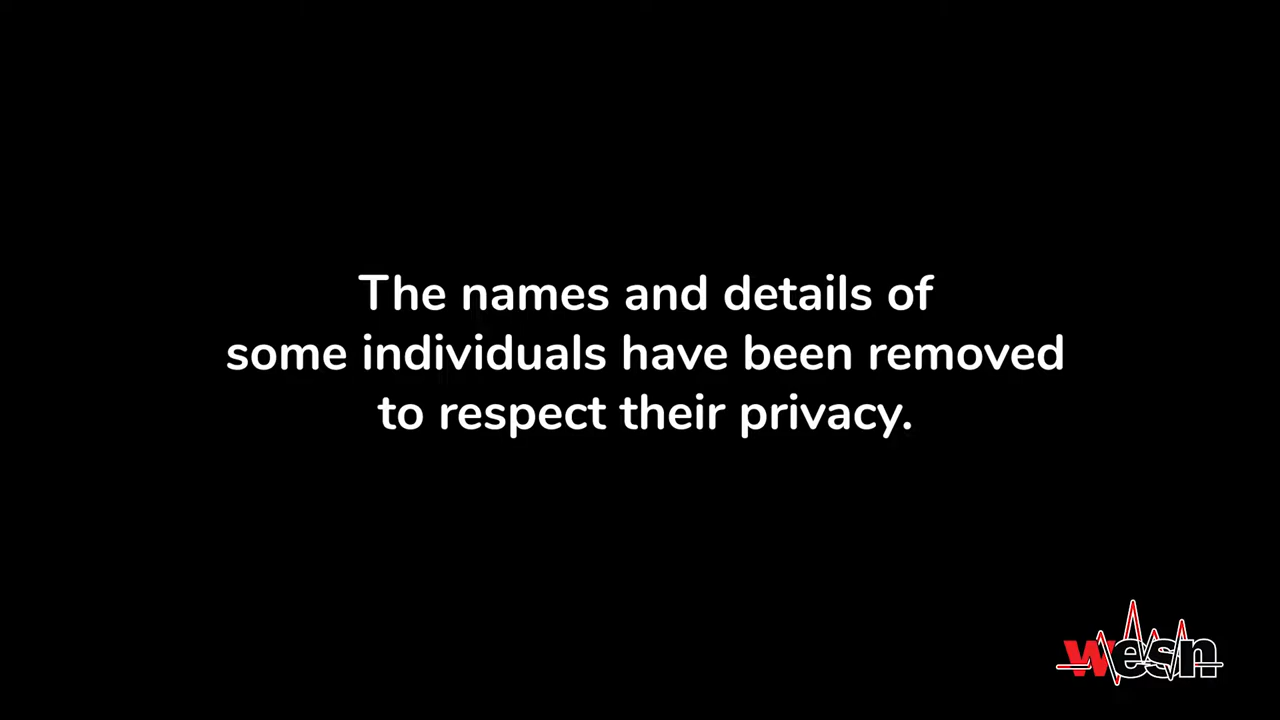 The names and details of
some individuals have been removed
to respect their privacy.
wesn